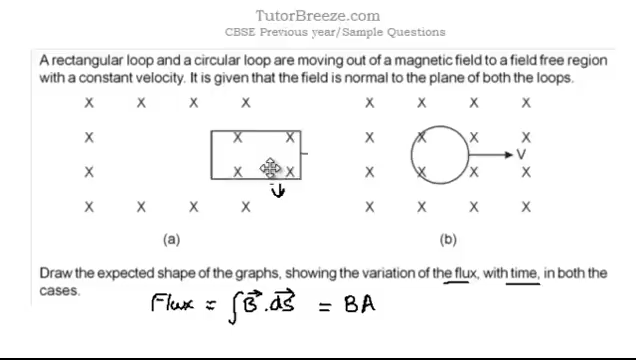 TutorBreeze.com
CBSE Previous year/Sample Questions
A rectangular loop and a circular loop are moving out of a magnetic field to a field free region
with a constant velocity. It is given that the field is normal to the plane of both the loops.
X X X X X X X X
X X X X X X X
V
X X X X X X X
X X X X X X X X
(a) (b)
Draw the expected shape of the graphs, showing the variation of the flux, with time, in both the
cases.
Flux = ∫B⃗.dS⃗ = BA